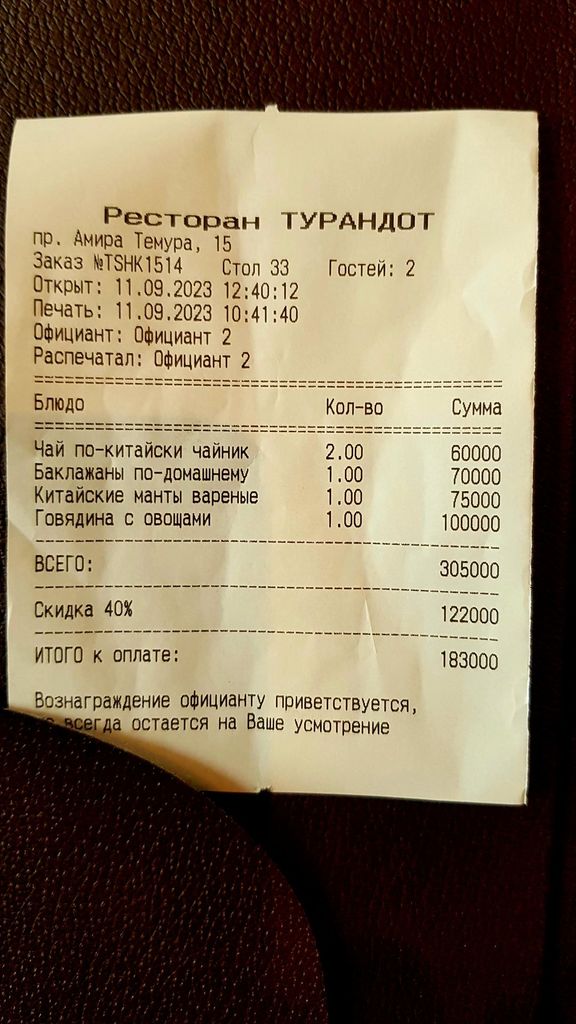 Ресторан ТУРАНДОТ
пр. Амира Темура, 15
Заказ №TSHK1514 Стол 33 Гостей: 2
Открыт: 11.09.2023 12:40:12
Печать: 11.09.2023 10:41:40
Официант: Официант 2
Распечатал: Официант 2
Блюдо Кол-во Сумма
Чай по-китайски чайник 2.00 60000
Баклажаны по-домашнему 1.00 70000
Китайские манты вареные 1.00 75000
Говядина с овощами 1.00 100000
ВСЕГО: 305000
Скидка 40% 122000
ИТОГО к оплате: 183000
Вознаграждение официанту приветствуется,
всегда остается на Ваше усмотрение